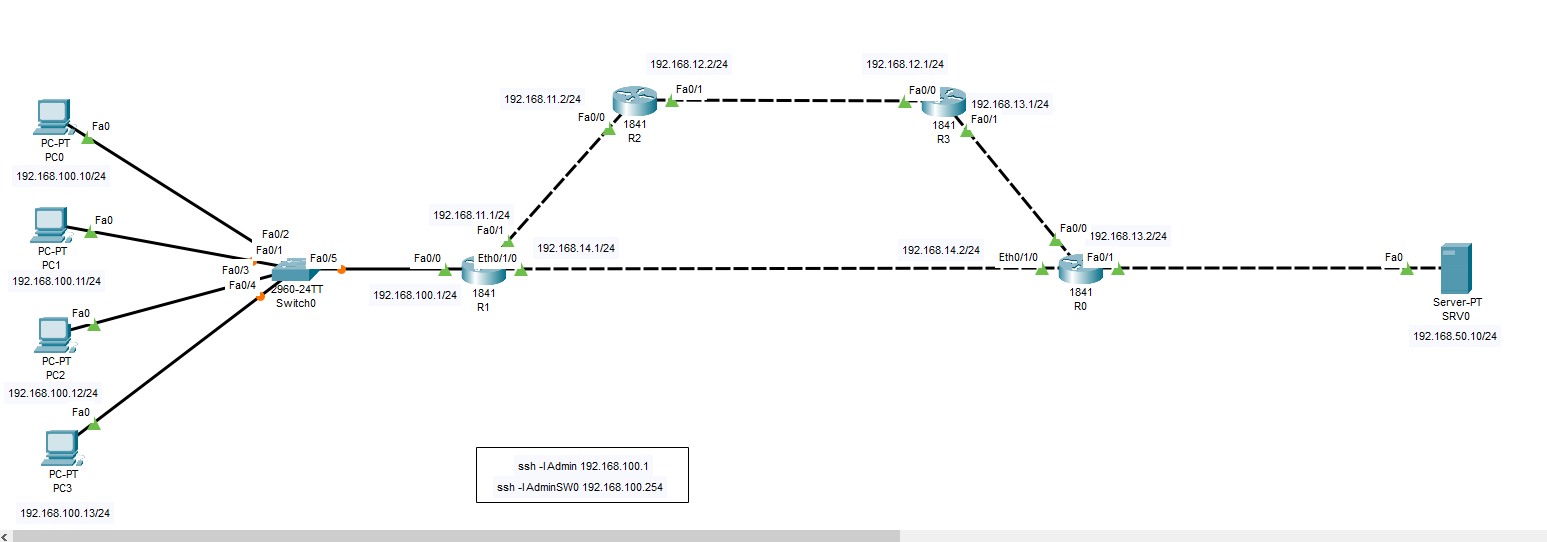 192.168.12.2/24
192.168.12.1/24
Fa0/1
Fa0/0
192.168.11.2/24
192.168.13.1/24
Fa0/0
Fa0/1
1841
R2
1841
R3
Fa0
PC-PT
PC0
192.168.100.10/24
Fa0
PC-PT
PC1
192.168.100.11/24
Fa0/2
Fa0/1
Fa0/3
Fa0/4
Fa0/5
2960-24TT
Switch0
192.168.11.1/24
Fa0/1
192.168.14.1/24
Fa0/0
Eth0/1/0
192.168.100.1/24
1841
R1
192.168.14.2/24
Fa0/0
192.168.13.2/24
Eth0/1/0
Fa0/1
1841
R0
Fa0
Server-PT
SRV0
192.168.50.10/24
Fa0
PC-PT
PC2
192.168.100.12/24
Fa0
PC-PT
PC3
192.168.100.13/24
ssh -l Admin 192.168.100.1
ssh -l AdminSW0 192.168.100.254